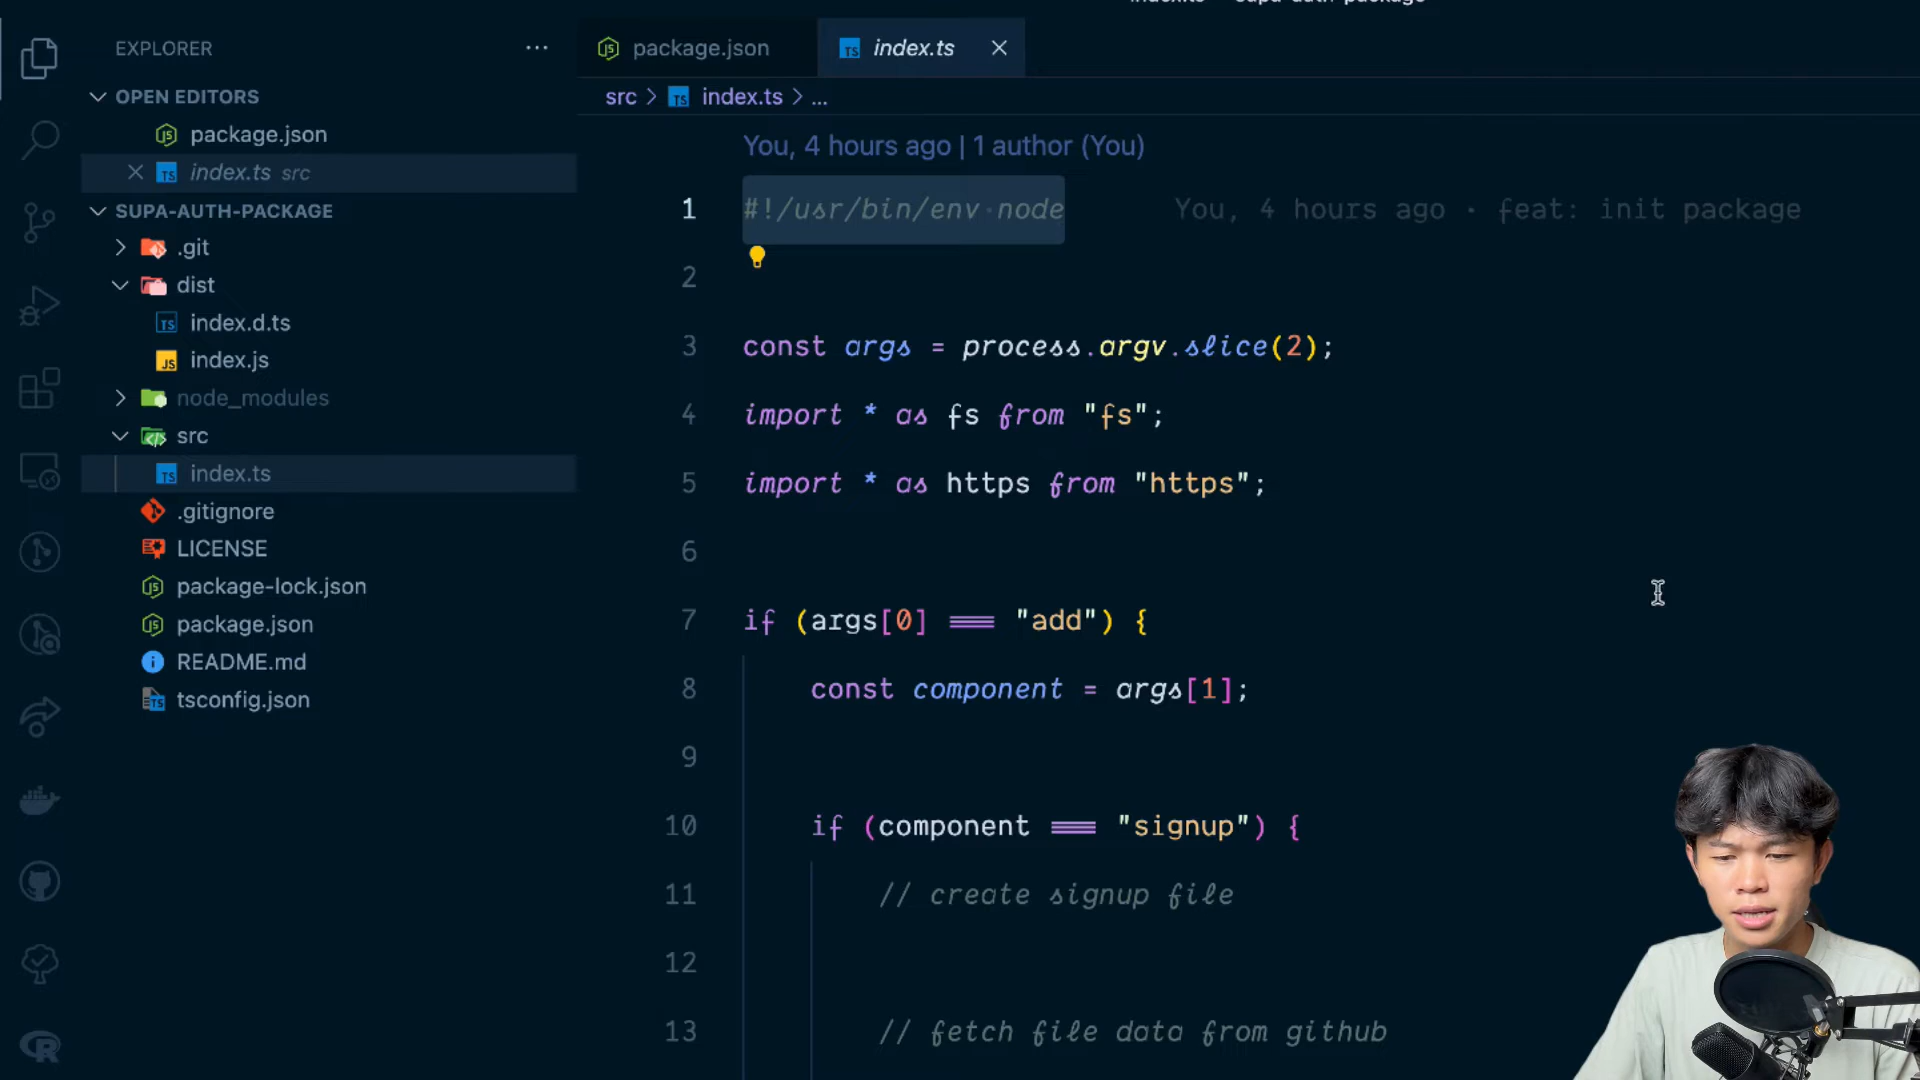 EXPLORER
OPEN EDITORS
package.json
index.ts src
SUPA-AUTH-PACKAGE
.git
dist
index.d.ts
index.js
node_modules
src
index.ts
.gitignore
LICENSE
package-lock.json
package.json
README.md
tsconfig.json
package.json
index.ts
src > index.ts > ...
You, 4 hours ago | 1 author (You)
1 #!/usr/bin/env node You, 4 hours ago • feat: init package
2
3 const args = process.argv.slice(2);
4 import * as fs from "fs";
5 import * as https from "https";
6
7 if (args[0] === "add") {
8 const component = args[1];
9
10 if (component === "signup") {
11 // create signup file
12
13 // fetch file data from github